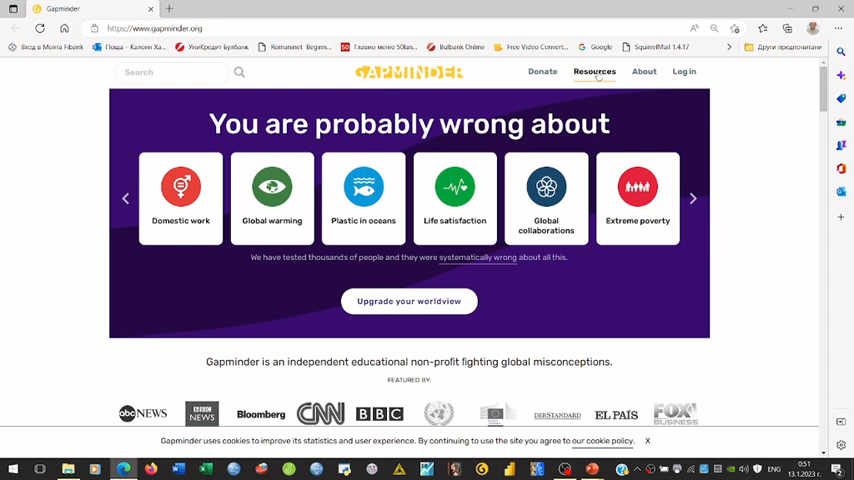 Gapminder
https://www.gapminder.org
Вход в Моята Fibank
Поща – Калоян Ха...
УниКредит Булбанк
Romaninet Beginn...
Главно меню 50lan...
Bulbank Online
Free Video Convert...
Google
SquirrelMail 1.4.17
Други предпочитани
Search
GAPMINDER
Donate
Resources
About
Log in
You are probably wrong about
Domestic work
Global warming
Plastic in oceans
Life satisfaction
Global
collaborations
Extreme poverty
We have tested thousands of people and they were systematically wrong about all this.
Upgrade your worldview
Gapminder is an independent educational non-profit fighting global misconceptions.
FEATURED BY:
abc NEWS
BBC
NEWS
Bloomberg
CNN
BBC
DERSTANDARD
EL PAÍS
FOX
BUSINESS
Gapminder uses cookies to improve its statistics and user experience. By continuing to use the site you agree to our cookie policy.
X
ЕНГ
0:51
13.1.2023 г.